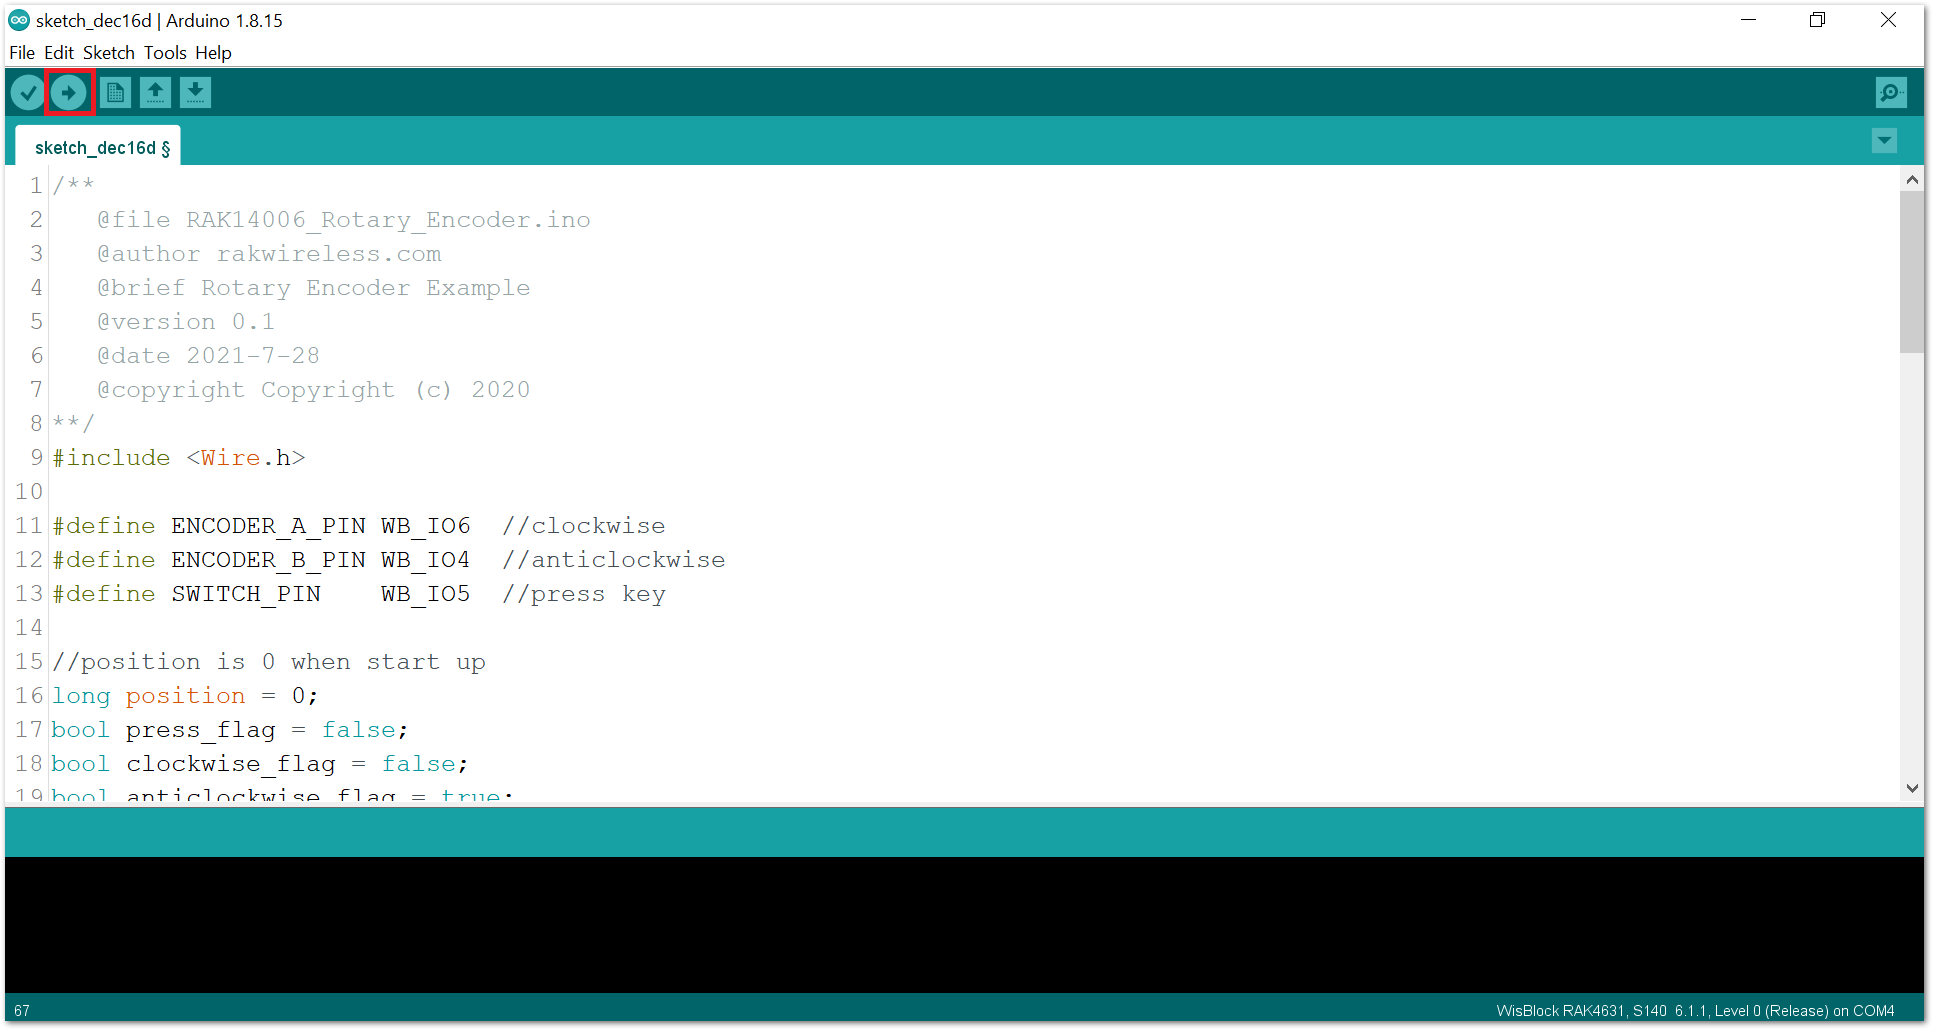 sketch_dec16d | Arduino 1.8.15
File Edit Sketch Tools Help
sketch_dec16d §
1 /**
2    @file RAK14006_Rotary_Encoder.ino
3    @author rakwireless.com
4    @brief Rotary Encoder Example
5    @version 0.1
6    @date 2021-7-28
7    @copyright Copyright (c) 2020
8 **/
9 #include <Wire.h>
10
11 #define ENCODER_A_PIN WB_IO6  //clockwise
12 #define ENCODER_B_PIN WB_IO4  //anticlockwise
13 #define SWITCH_PIN    WB_IO5  //press key
14
15 //position is 0 when start up
16 long position = 0;
17 bool press_flag = false;
18 bool clockwise_flag = false;
19 bool anticlockwise_flag = true;
67
WisBlock RAK4631, S140 6.1.1, Level 0 (Release) on COM4